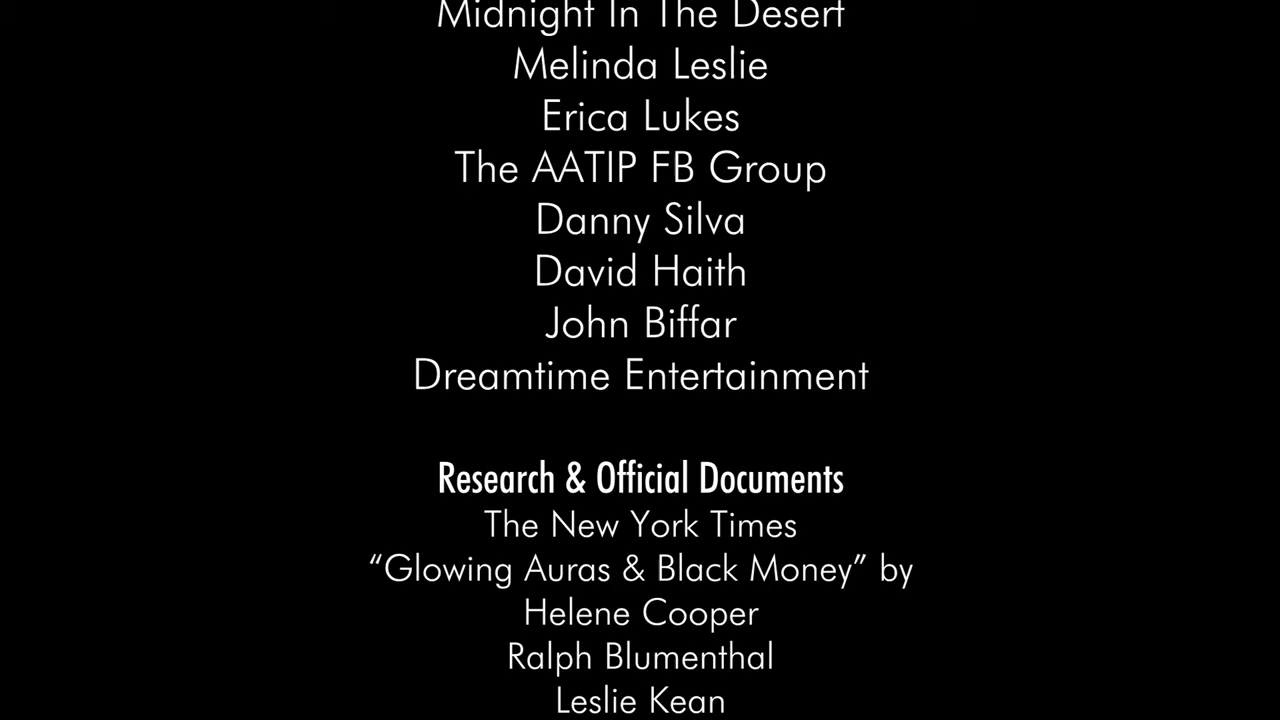 Midnight In The Desert
Melinda Leslie
Erica Lukes
The AATIP FB Group
Danny Silva
David Haith
John Biffar
Dreamtime Entertainment
Research & Official Documents
The New York Times
“Glowing Auras & Black Money” by
Helene Cooper
Ralph Blumenthal
Leslie Kean